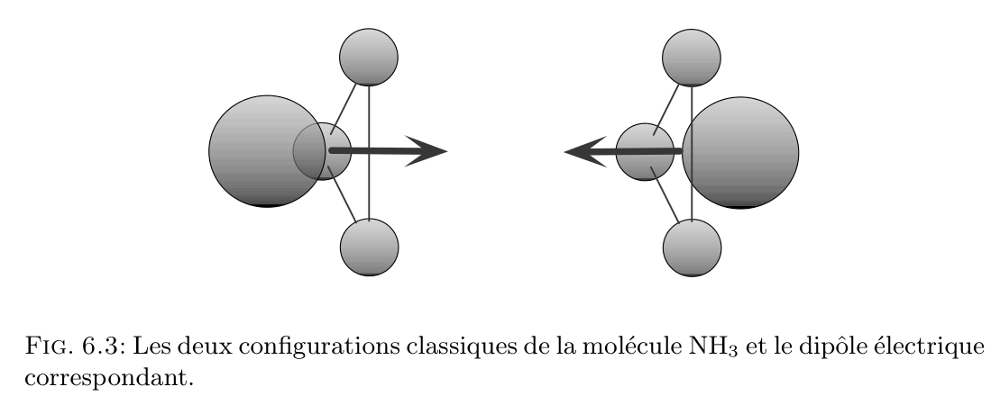 Fig. 6.3: Les deux configurations classiques de la molécule NH₃ et le dipôle électrique
correspondant.